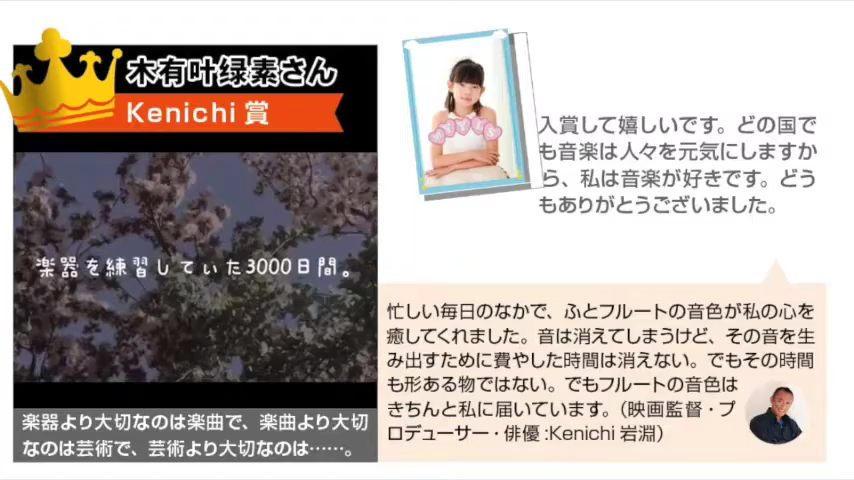 木有叶绿素さん
Kenichi 賞
楽器を練習していた3000日間。
楽器より大切なのは楽曲で、楽曲より大切
なのは芸術で、芸術より大切なのは……。
入賞して嬉しいです。どの国で
も音楽は人々を元気にしますか
ら、私は音楽が好きです。どう
もありがとうございました。
忙しい毎日のなかで、ふとフルートの音色が私の心を
癒してくれました。音は消えてしまうけど、その音を生
み出すために費やした時間は消えない。でもその時間
も形ある物ではない。でもフルートの音色は
きちんと私に届いています。（映画監督・プ
ロデューサー・俳優 :Kenichi 岩淵）